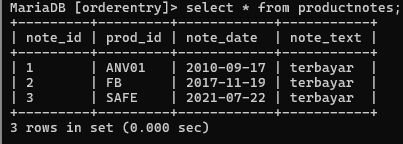 MariaDB [orderentry]> select * from productnotes;
+---------+---------+------------+-----------+
| note_id | prod_id | note_date | note_text |
+---------+---------+------------+-----------+
| 1 | ANV01 | 2010-09-17 | terbayar |
| 2 | FB | 2017-11-19 | terbayar |
| 3 | SAFE | 2021-07-22 | terbayar |
+---------+---------+------------+-----------+
3 rows in set (0.000 sec)